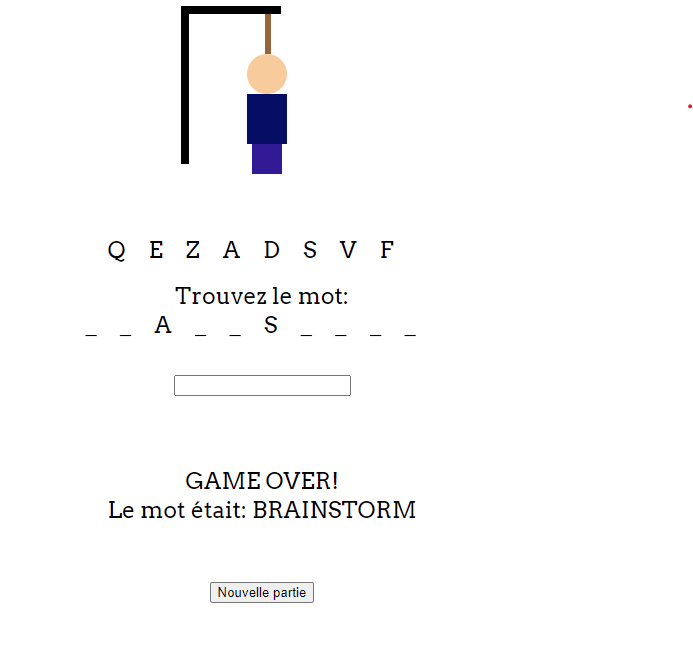 Q E Z A D S V F
Trouvez le mot:
_ _ A _ _ S _ _ _ _
GAME OVER!
Le mot était: BRAINSTORM
Nouvelle partie